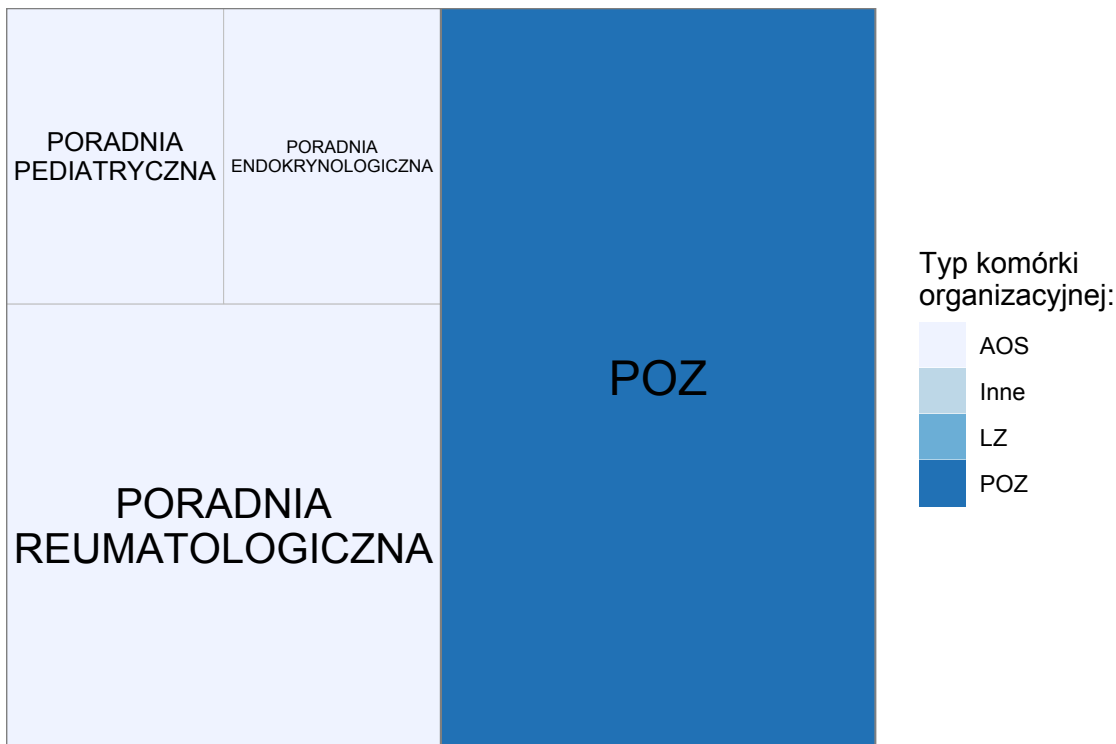 PORADNIA
PEDIATRYCZNA
PORADNIA
ENDOKRYNOLOGICZNA
PORADNIA
REUMATOLOGICZNA
POZ
Typ komórki
organizacyjnej:
AOS
Inne
LZ
POZ